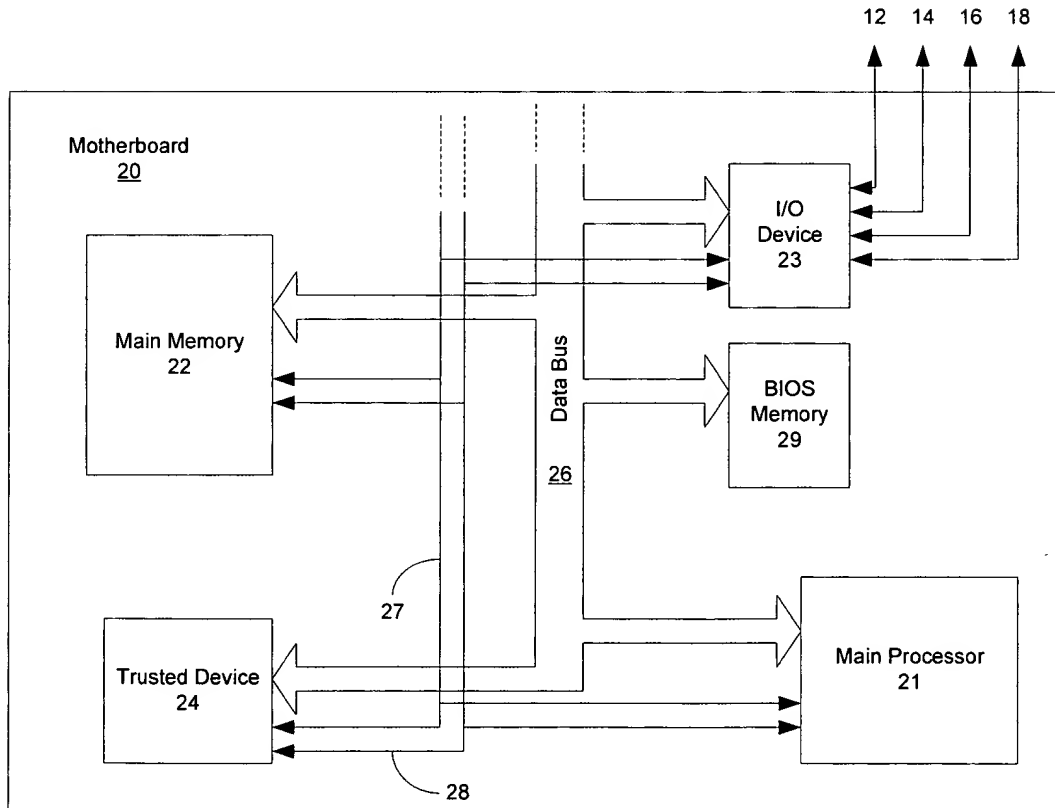 12 14 16 18
Motherboard
20
I/O
Device
23
Main Memory
22
Data Bus
26
BIOS
Memory
29
27
Trusted Device
24
Main Processor
21
28